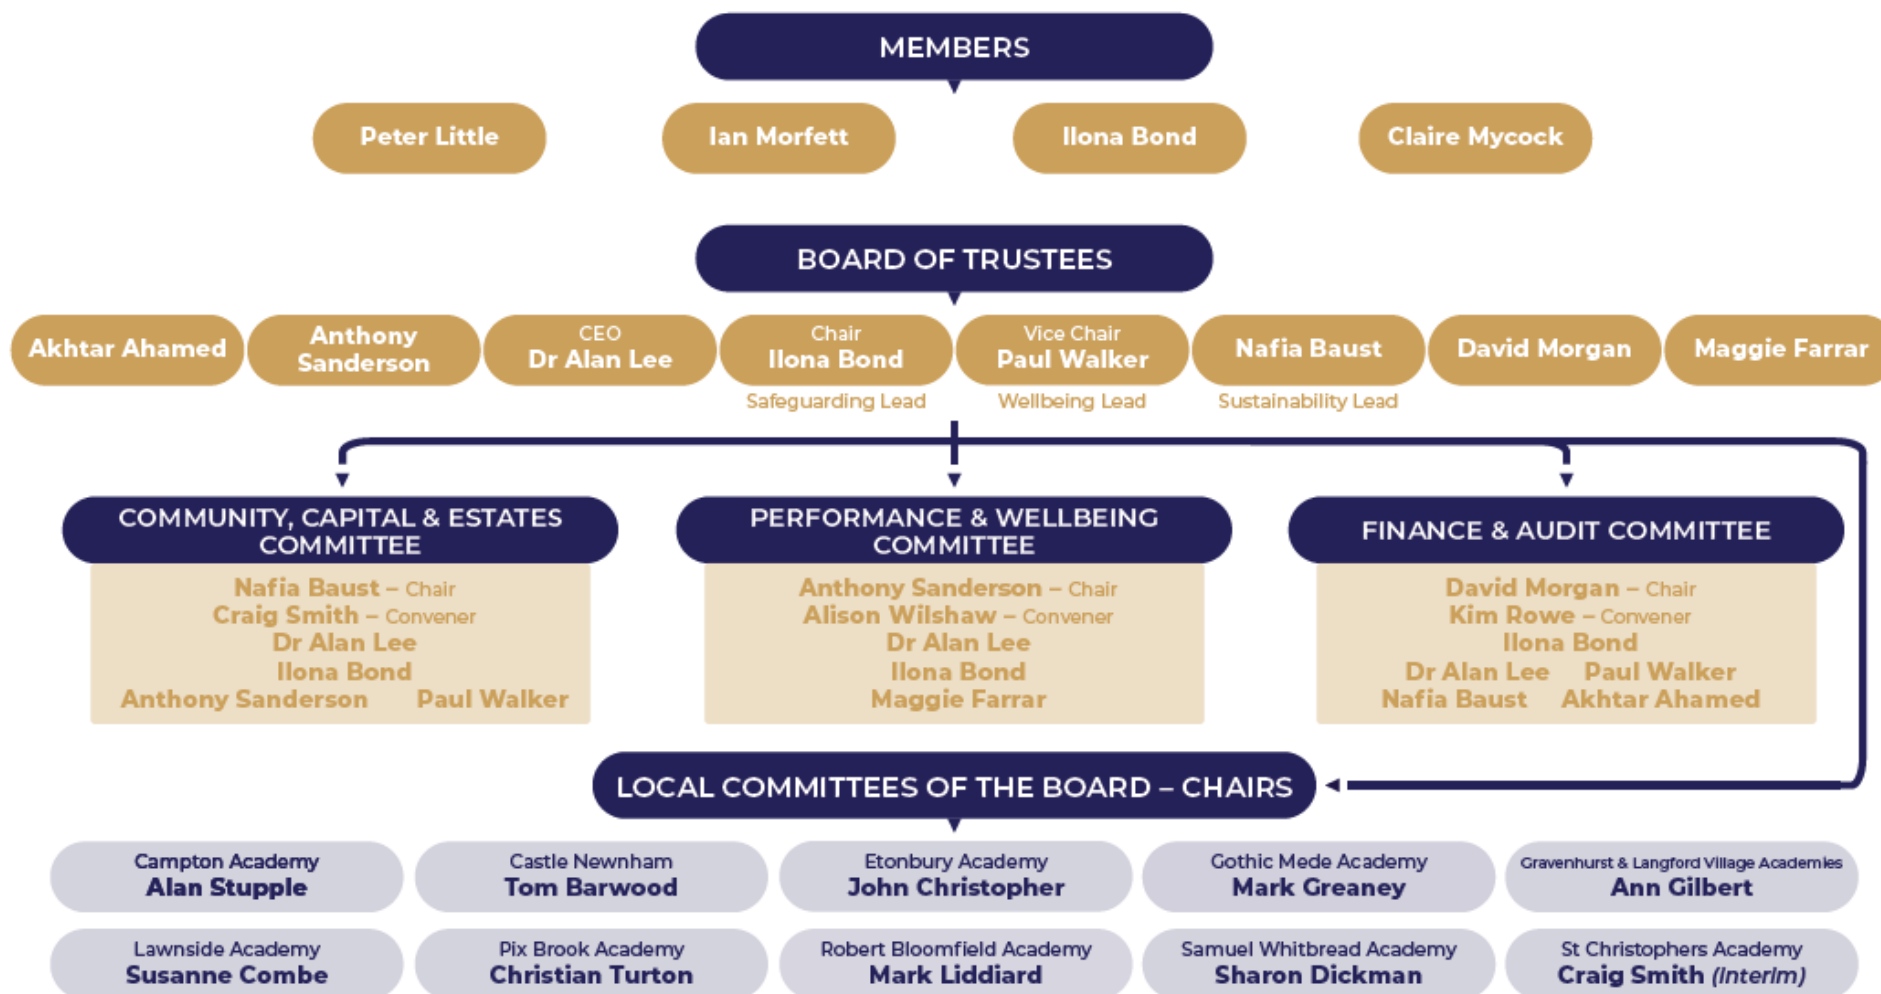 MEMBERS
Peter Little
Ian Morfett
Ilona Bond
Claire Mycock
BOARD OF TRUSTEES
Akhtar Ahamed
Anthony
Sanderson
CEO
Dr Alan Lee
Chair
Ilona Bond
Safeguarding Lead
Vice Chair
Paul Walker
Wellbeing Lead
Nafia Baust
Sustainability Lead
David Morgan
Maggie Farrar
COMMUNITY, CAPITAL & ESTATES
COMMITTEE
Nafia Baust – Chair
Craig Smith – Convener
Dr Alan Lee
Ilona Bond
Anthony Sanderson Paul Walker
PERFORMANCE & WELLBEING
COMMITTEE
Anthony Sanderson – Chair
Alison Wilshaw – Convener
Dr Alan Lee
Ilona Bond
Maggie Farrar
FINANCE & AUDIT COMMITTEE
David Morgan – Chair
Kim Rowe – Convener
Ilona Bond
Dr Alan Lee Paul Walker
Nafia Baust Akhtar Ahamed
LOCAL COMMITTEES OF THE BOARD – CHAIRS
Campton Academy
Alan Stupple
Castle Newnham
Tom Barwood
Etonbury Academy
John Christopher
Gothic Mede Academy
Mark Greaney
Gravenhurst & Langford Village Academies
Ann Gilbert
Lawnside Academy
Susanne Combe
Pix Brook Academy
Christian Turton
Robert Bloomfield Academy
Mark Liddiard
Samuel Whitbread Academy
Sharon Dickman
St Christophers Academy
Craig Smith (Interim)